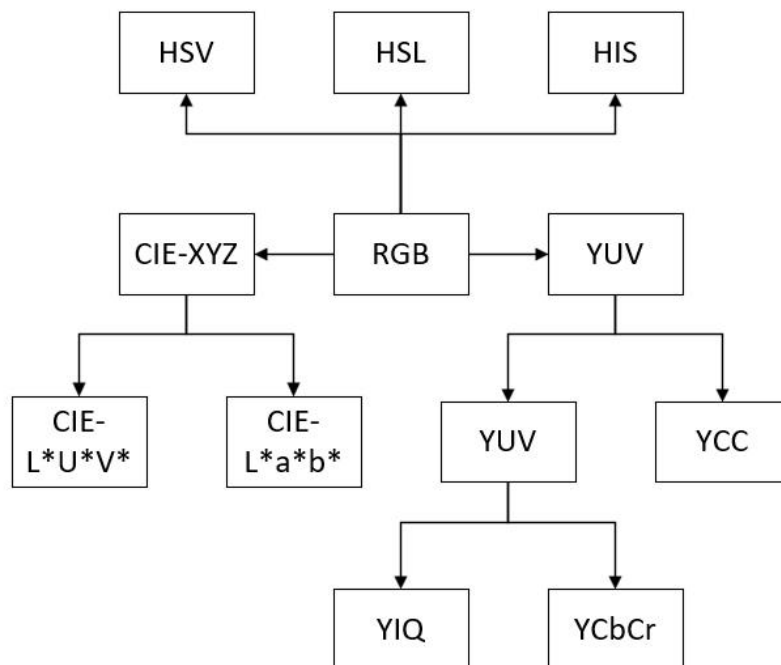 HSV
HSL
HIS
CIE-XYZ
RGB
YUV
CIE-
L*U*V*
CIE-
L*a*b*
YUV
YCC
YIQ
YCbCr